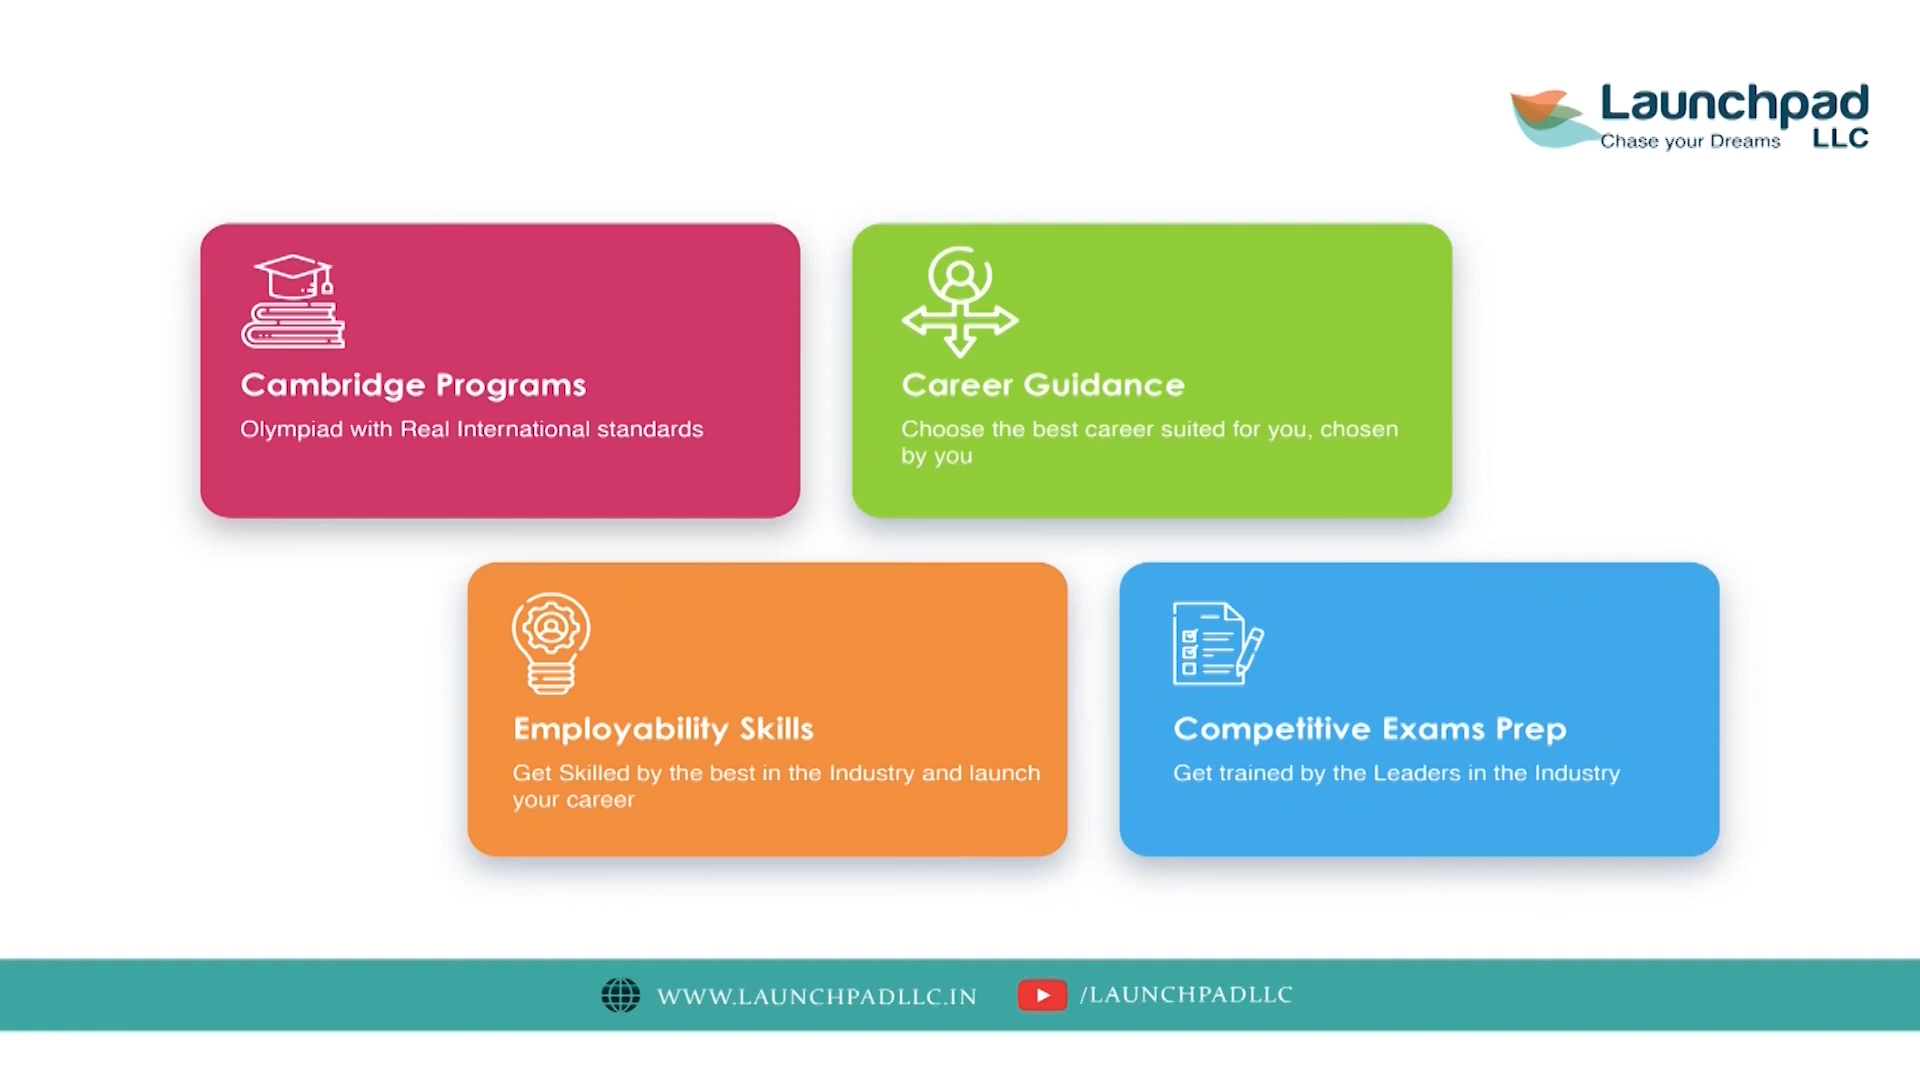 Launchpad
Chase your Dreams LLC
Cambridge Programs
Olympiad with Real International standards
Career Guidance
Choose the best career suited for you, chosen
by you
Employability Skills
Get Skilled by the best in the Industry and launch
your career
Competitive Exams Prep
Get trained by the Leaders in the Industry
WWW.LAUNCHPADLLC.IN
/LAUNCHPADLLC